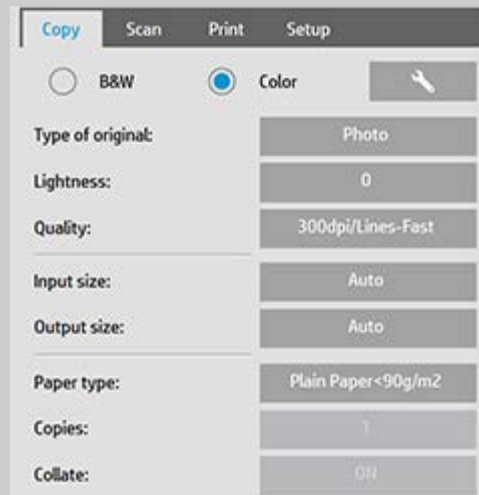 Copy Scan Print Setup
B&W Color
Type of original: Photo
Lightness: 0
Quality: 300dpi/Lines-Fast
Input size: Auto
Output size: Auto
Paper type: Plain Paper<90g/m2
Copies: 1
Collate: ON